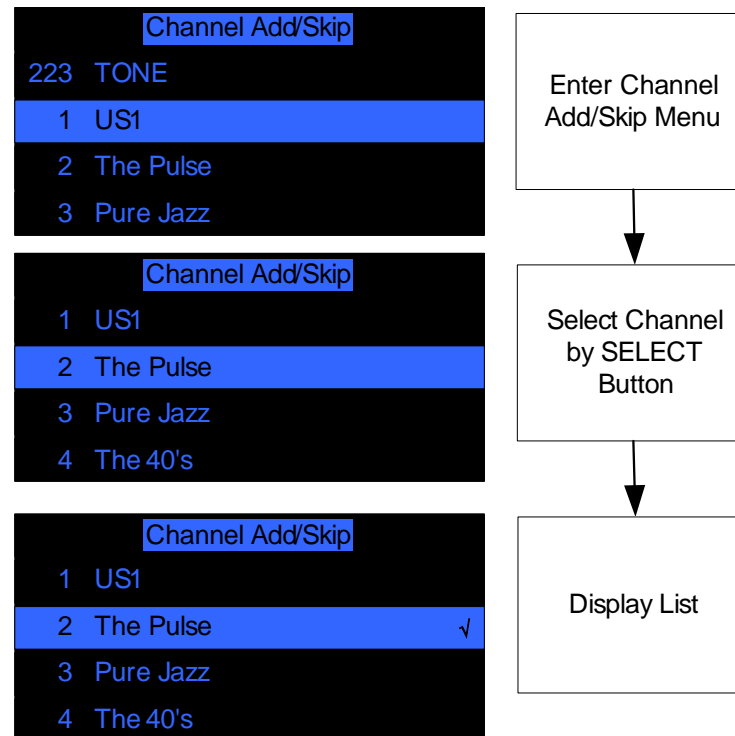 Channel Add/Skip
223 TONE
1 US1
2 The Pulse
3 Pure Jazz
Enter Channel
Add/Skip Menu
Channel Add/Skip
1 US1
2 The Pulse
3 Pure Jazz
4 The 40's
Select Channel
by SELECT
Button
Channel Add/Skip
1 US1
2 The Pulse √
3 Pure Jazz
4 The 40's
Display List